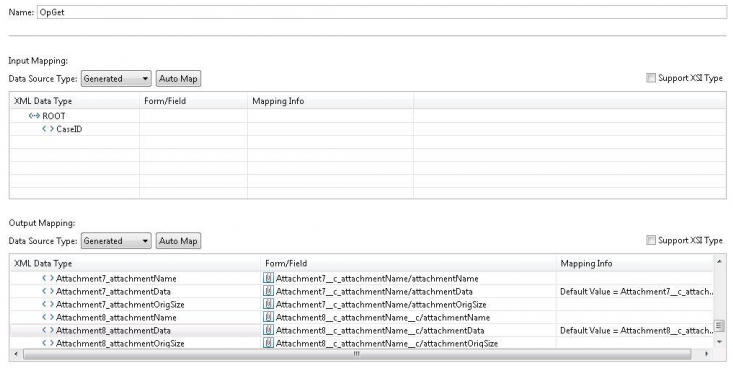 Name: OpGet
Input Mapping:
Data Source Type: Generated Auto Map Support XSI Type
XML Data Type Form/Field Mapping Info
ROOT
CaseID
Output Mapping:
Data Source Type: Generated Auto Map Support XSI Type
XML Data Type Form/Field Mapping Info
Attachment7_attachmentName Attachment7__c_attachmentName/attachmentName
Attachment7_attachmentData Attachment7__c_attachmentName/attachmentData Default Value = Attachment7__c_attach...
Attachment7_attachmentOrigSize Attachment7__c_attachmentName/attachmentOrigSize
Attachment8_attachmentName Attachment8__c_attachmentName__c/attachmentName
Attachment8_attachmentData Attachment8__c_attachmentName__c/attachmentData Default Value = Attachment8__c_attach...
Attachment8_attachmentOrigSize Attachment8__c_attachmentName__c/attachmentOrigSize